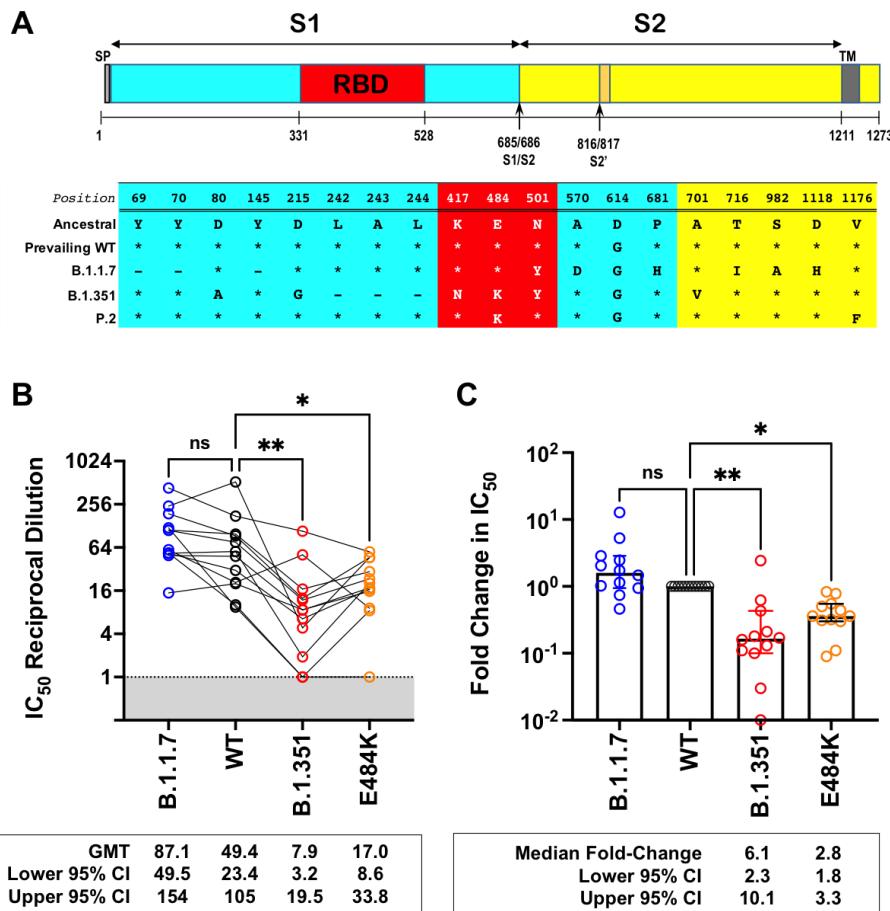 A
S1 S2
SP TM
RBD
1 331 528 685/686 816/817 1211 1273
S1/S2 S2'
Position 69 70 80 145 215 242 243 244 417 484 501 570 614 681 701 716 982 1118 1176
Ancestral Y Y D Y D L A L K E N A D P A T S D V
Prevailing WT * * * * * * * * * * * * G * * * * * *
B.1.1.7 – – * – * * * * * * Y D G H * I A H *
B.1.351 * * A * G – – – N K Y * G * V * * * *
P.2 * * * * * * * * * K * * G * * * * * F
B
*
ns **
IC50 Reciprocal Dilution
1024
256
64
16
4
1
B.1.1.7 WT B.1.351 E484K
GMT 87.1 49.4 7.9 17.0
Lower 95% CI 49.5 23.4 3.2 8.6
Upper 95% CI 154 105 19.5 33.8
C
*
ns **
Fold Change in IC50
10²
10¹
10⁰
10⁻¹
10⁻²
B.1.1.7 WT B.1.351 E484K
Median Fold-Change 6.1 2.8
Lower 95% CI 2.3 1.8
Upper 95% CI 10.1 3.3